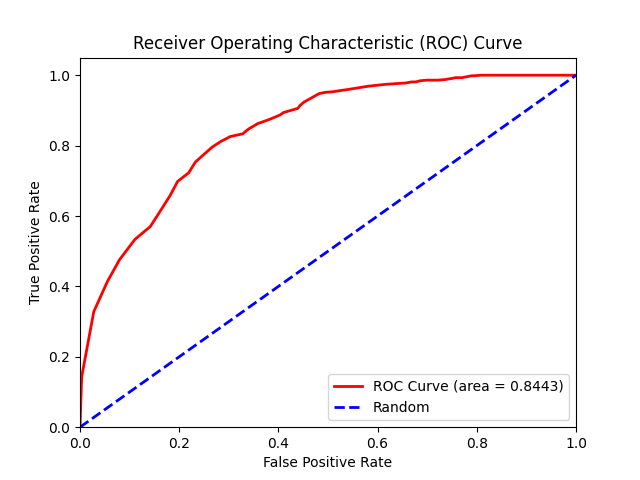 Receiver Operating Characteristic (ROC) Curve
True Positive Rate
1.0
0.8
0.6
0.4
0.2
0.0
ROC Curve (area = 0.8443)
Random
0.0 0.2 0.4 0.6 0.8 1.0
False Positive Rate